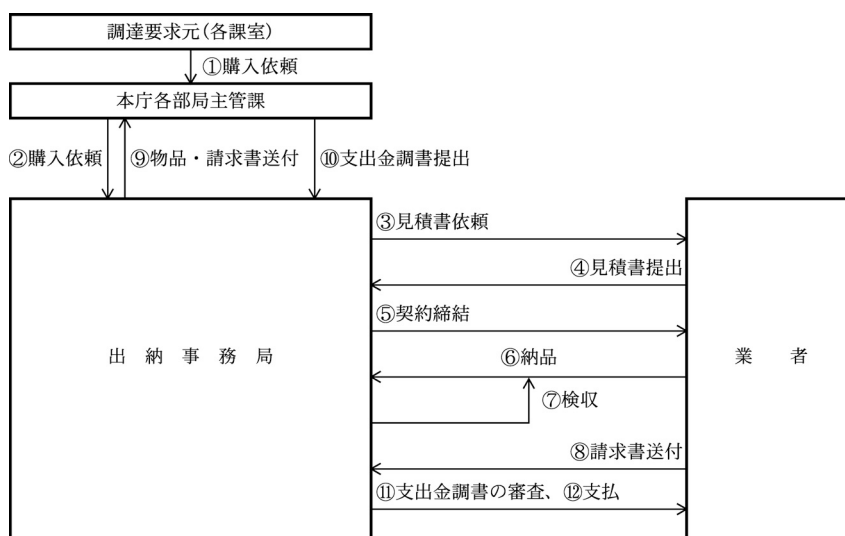 調達要求元(各課室)
①購入依頼
本庁各部局主管課
②購入依頼
⑨物品・請求書送付
⑩支出金調書提出
③見積書依頼
④見積書提出
⑤契約締結
出納事務局
⑥納品
業者
⑦検収
⑧請求書送付
⑪支出金調書の審査、⑫支払